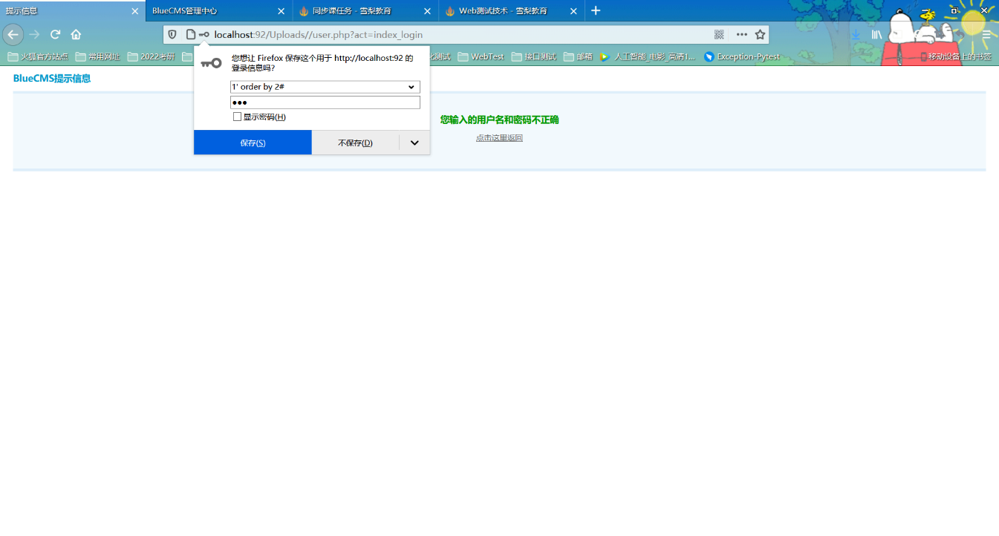 提示信息
BlueCMS管理中心
同步课任务 - 雪梨教育
Web测试技术 - 雪梨教育
localhost:92/Uploads//user.php?act=index_login
火狐官方站点
常用网址
2022考研
化测试
WebTest
接口测试
邮箱
人工智能_电影_高清1...
Exception-Pytest
移动设备上的书签
您想让 Firefox 保存这个用于 http://localhost:92 的
登录信息吗?
1' order by 2#
●●●
显示密码(H)
保存(S)
不保存(D)
BlueCMS提示信息
您输入的用户名和密码不正确
点击这里返回